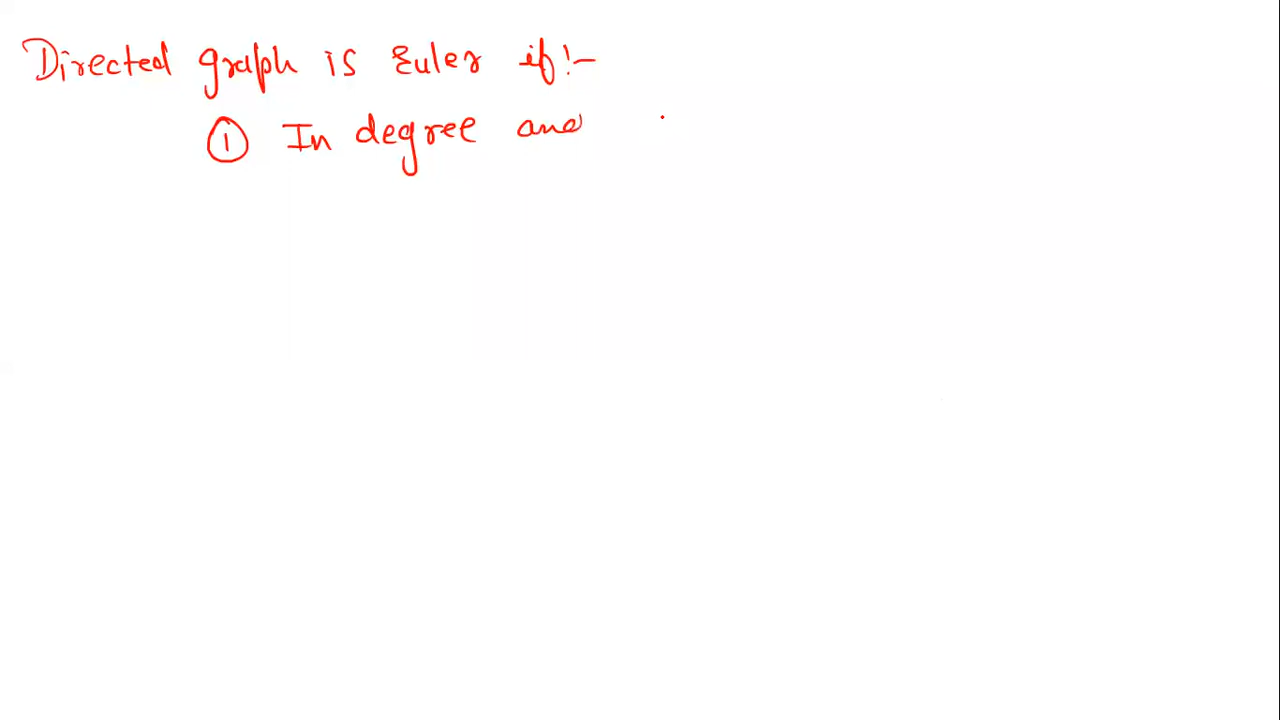 Directed graph is Euler if:-
① In degree and